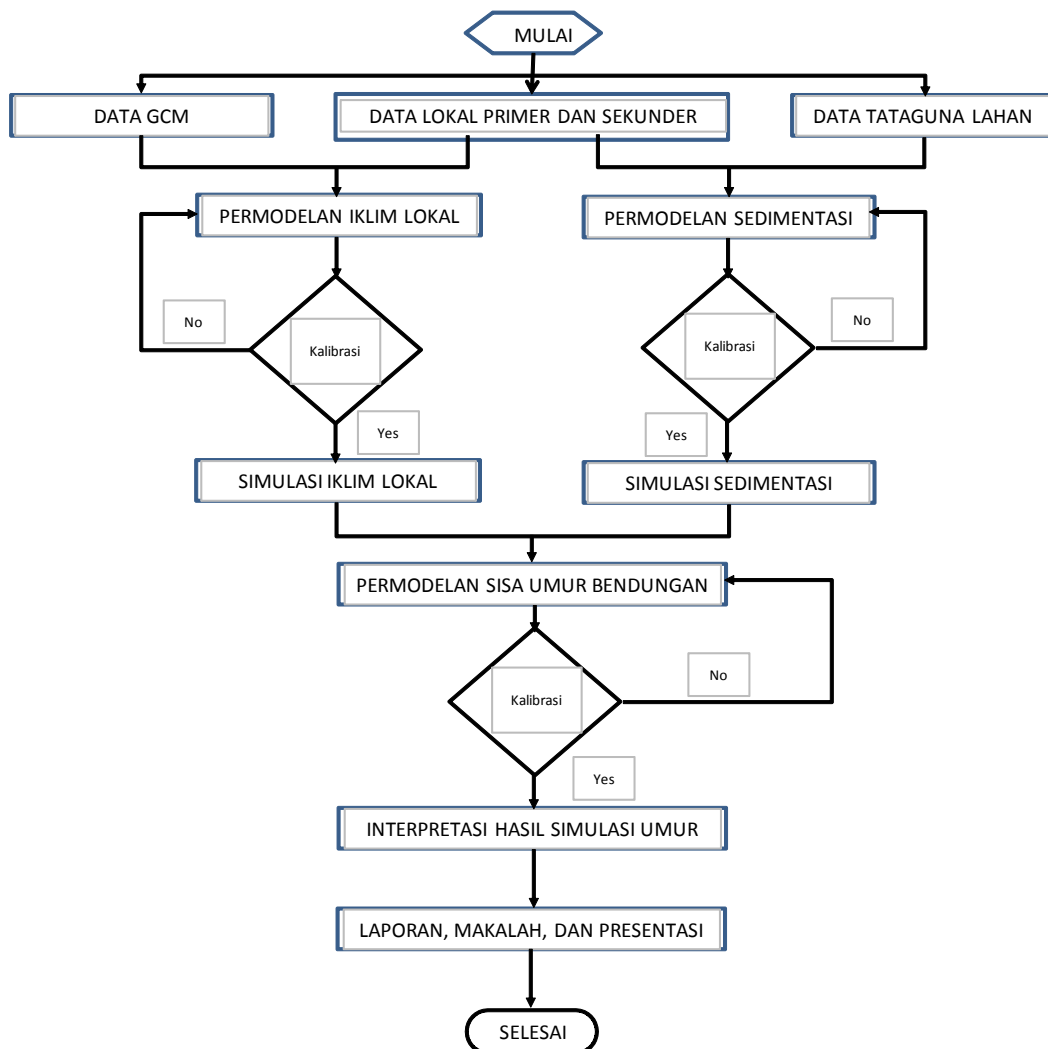 MULAI
DATA GCM
DATA LOKAL PRIMER DAN SEKUNDER
DATA TATAGUNA LAHAN
PERMODELAN IKLIM LOKAL
PERMODELAN SEDIMENTASI
No
Kalibrasi
Kalibrasi
No
Yes
Yes
SIMULASI IKLIM LOKAL
SIMULASI SEDIMENTASI
PERMODELAN SISA UMUR BENDUNGAN
Kalibrasi
No
Yes
INTERPRETASI HASIL SIMULASI UMUR
LAPORAN, MAKALAH, DAN PRESENTASI
SELESAI